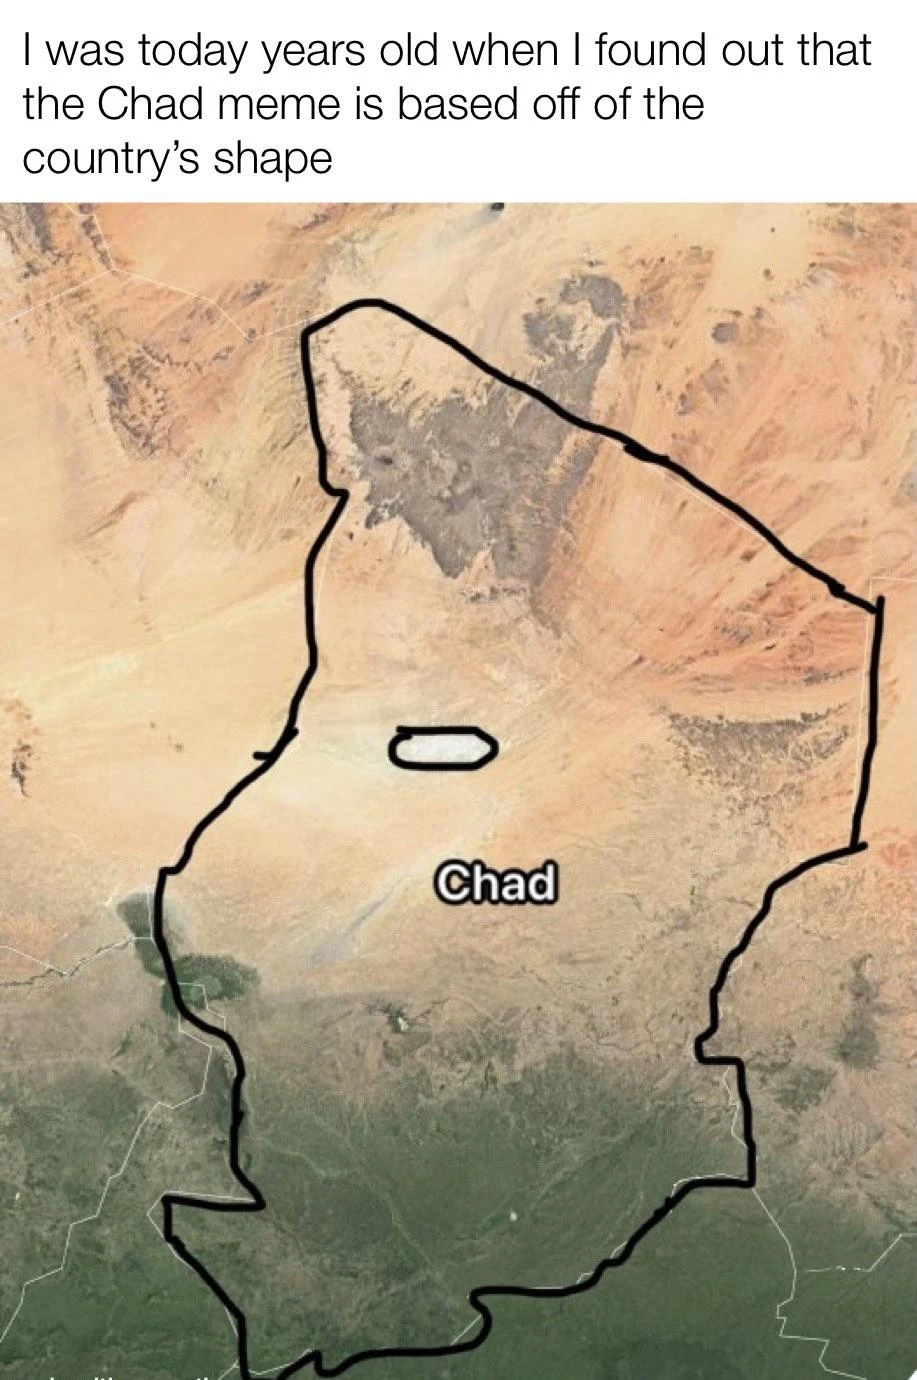 I was today years old when I found out that
the Chad meme is based off of the
country’s shape
Chad